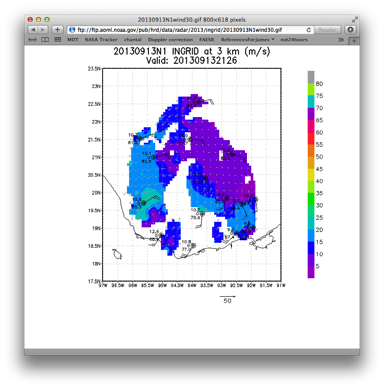 20130913N1wind30.gif 800×618 pixels
ftp://ftp.aoml.noaa.gov/pub/hrd/data/radar/2013/ingrid/20130913N1wind30.gif
Reader
MDT NASA Tracker chantal Doppler Contribution FAESR ReferencesforJames eat24hours
20130913N1 INGRID at 3 km (m/s)
Valid: 201309132126
23.5N
23N
22.5N
22N
21.5N
21N
20.5N
20N
19.5N
19N
18.5N
18N
17.5N
97W 96.5W 96W 95.5W 95W 94.5W 94W 93.5W 93W 92.5W 92W 91.5W 91W
80
75
70
65
60
55
50
45
40
35
30
25
20
15
10
5
50